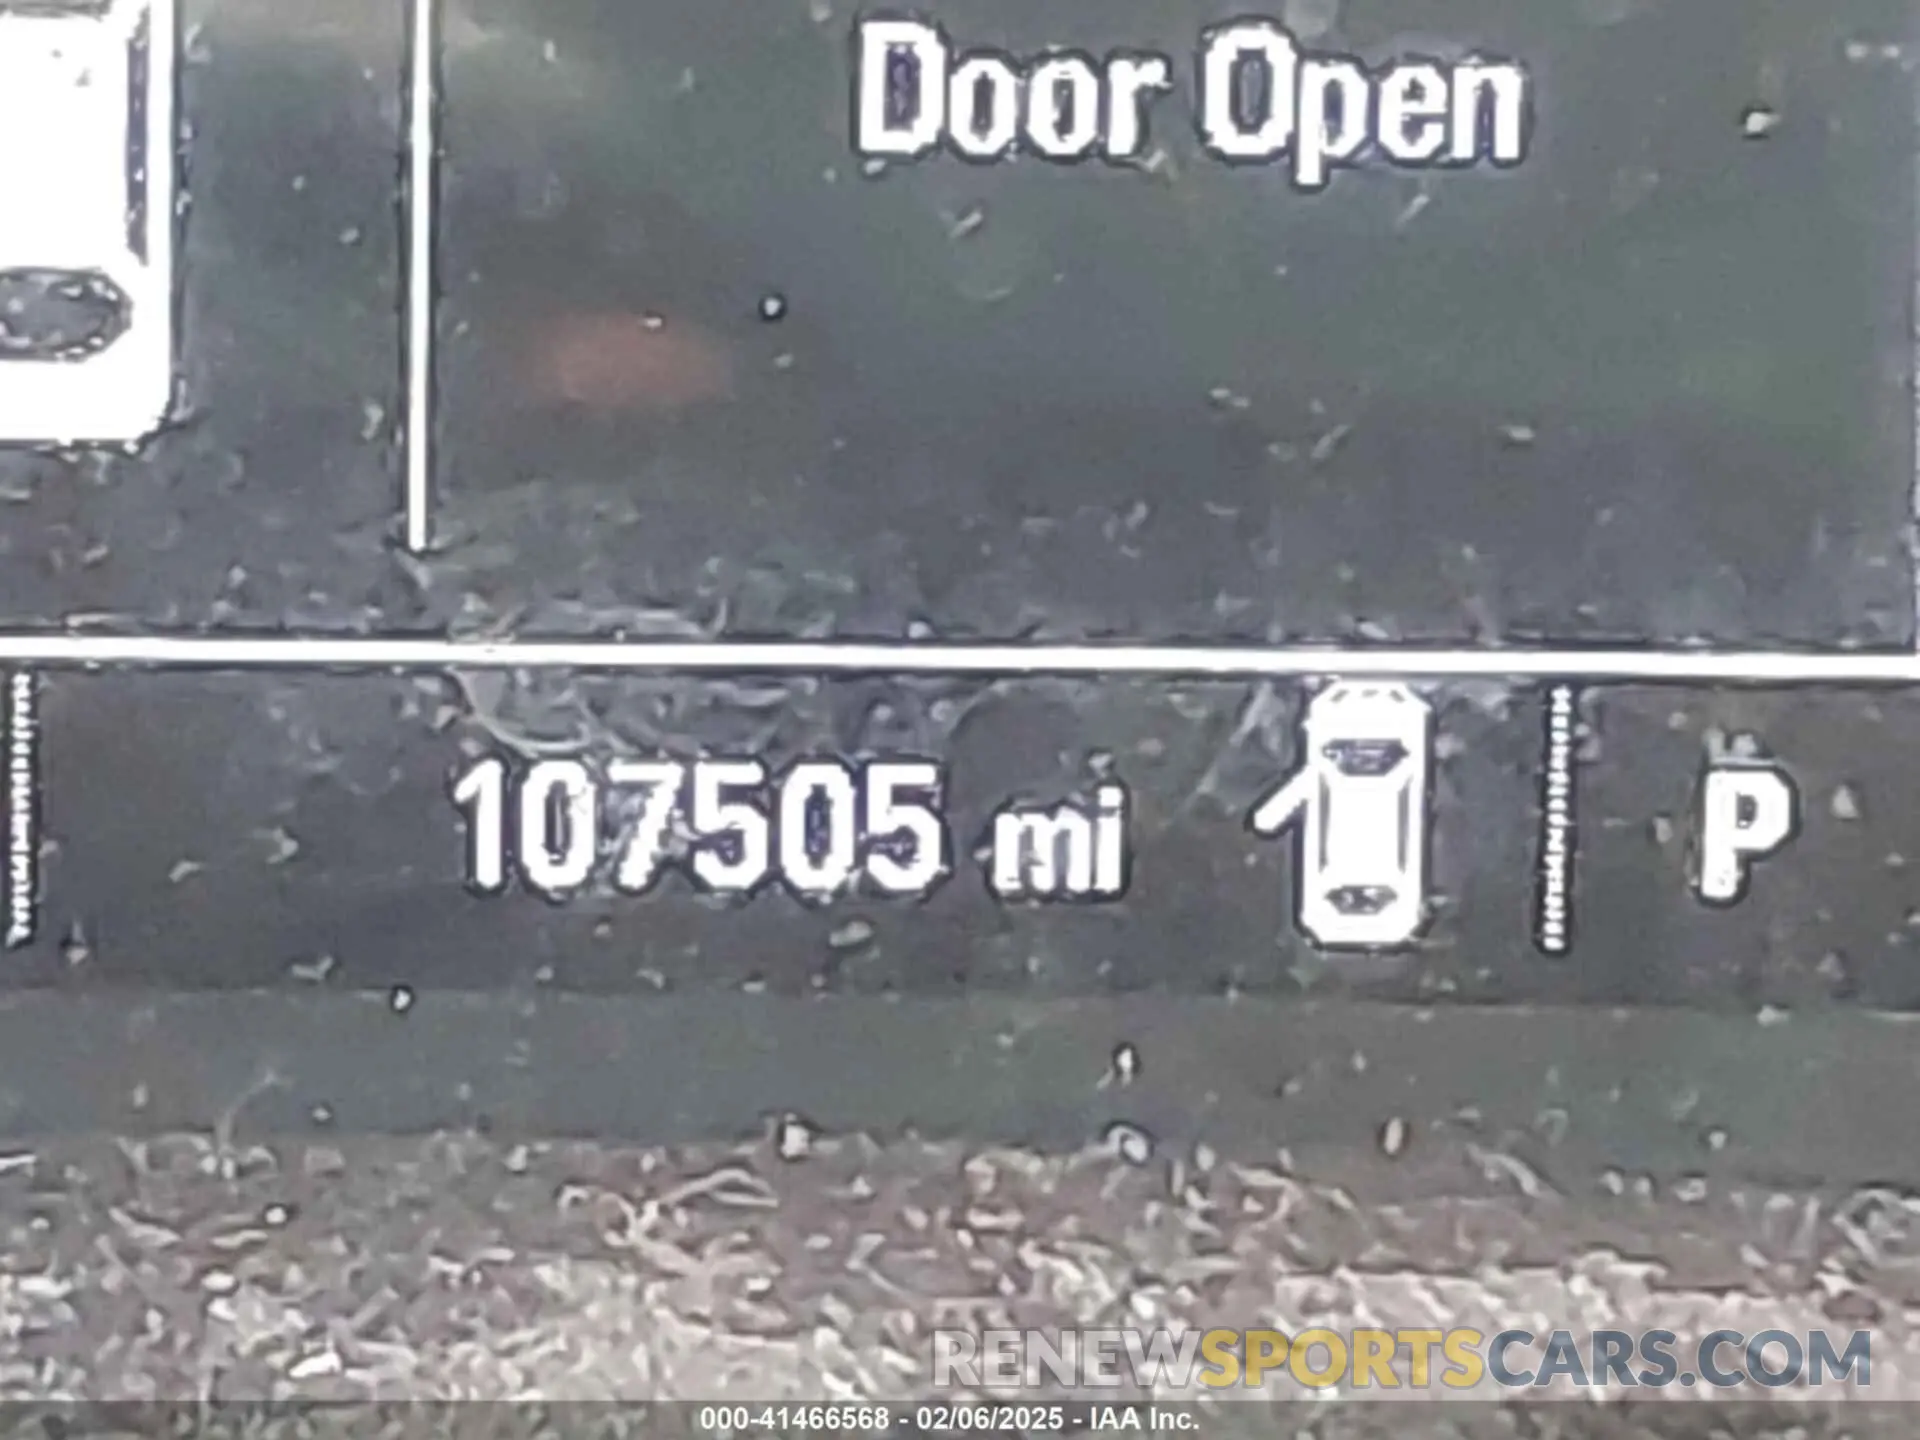 Door Open
107505 mi
P
RENEWSPORTSCARS.COM
000-41466568 - 02/06/2025 - IAA Inc.